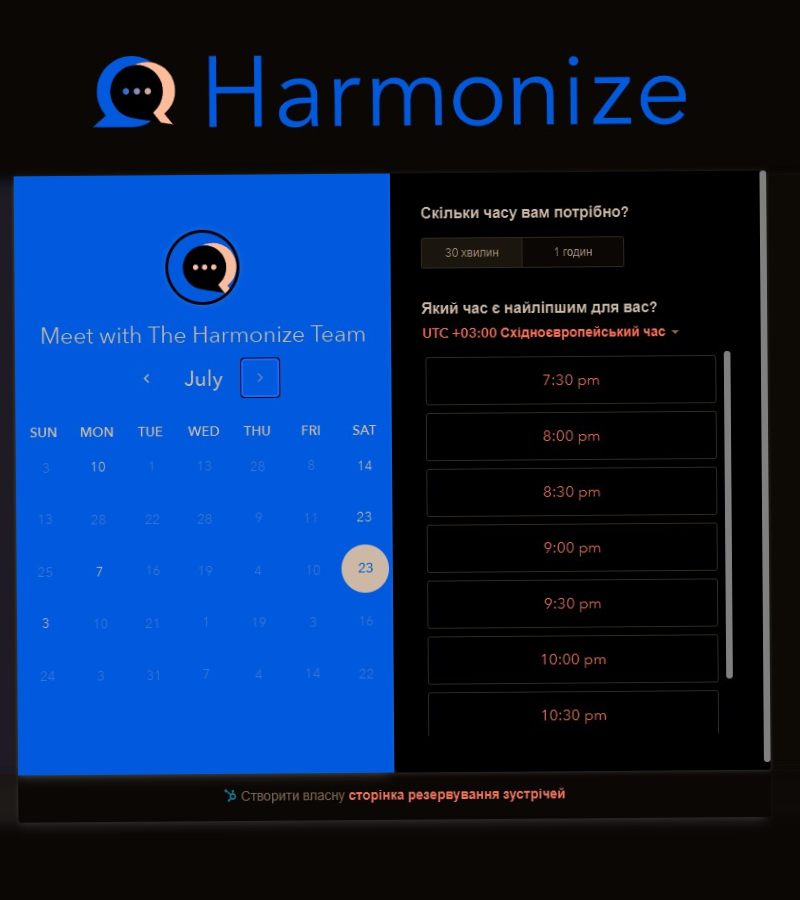 Harmonize
Meet with The Harmonize Team
July
SUN MON TUE WED THU FRI SAT
3 10 1 13 28 8 14
13 28 22 28 9 11 23
25 7 16 19 4 10 23
3 10 21 1 19 3 16
24 3 31 7 4 14 22
Скільки часу вам потрібно?
30 хвилин 1 годин
Який час є найліпшим для вас?
UTC +03:00 Східноєвропейський час
7:30 pm
8:00 pm
8:30 pm
9:00 pm
9:30 pm
10:00 pm
10:30 pm
Створити власну сторінка резервування зустрічей